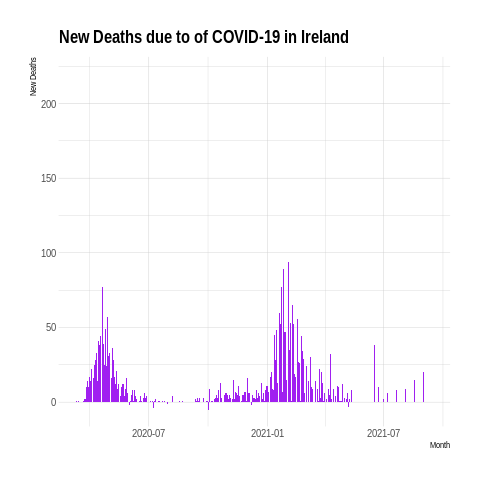 New Deaths due to of COVID-19 in Ireland
New Deaths
200
150
100
50
0
2020-07
2021-01
2021-07
Month